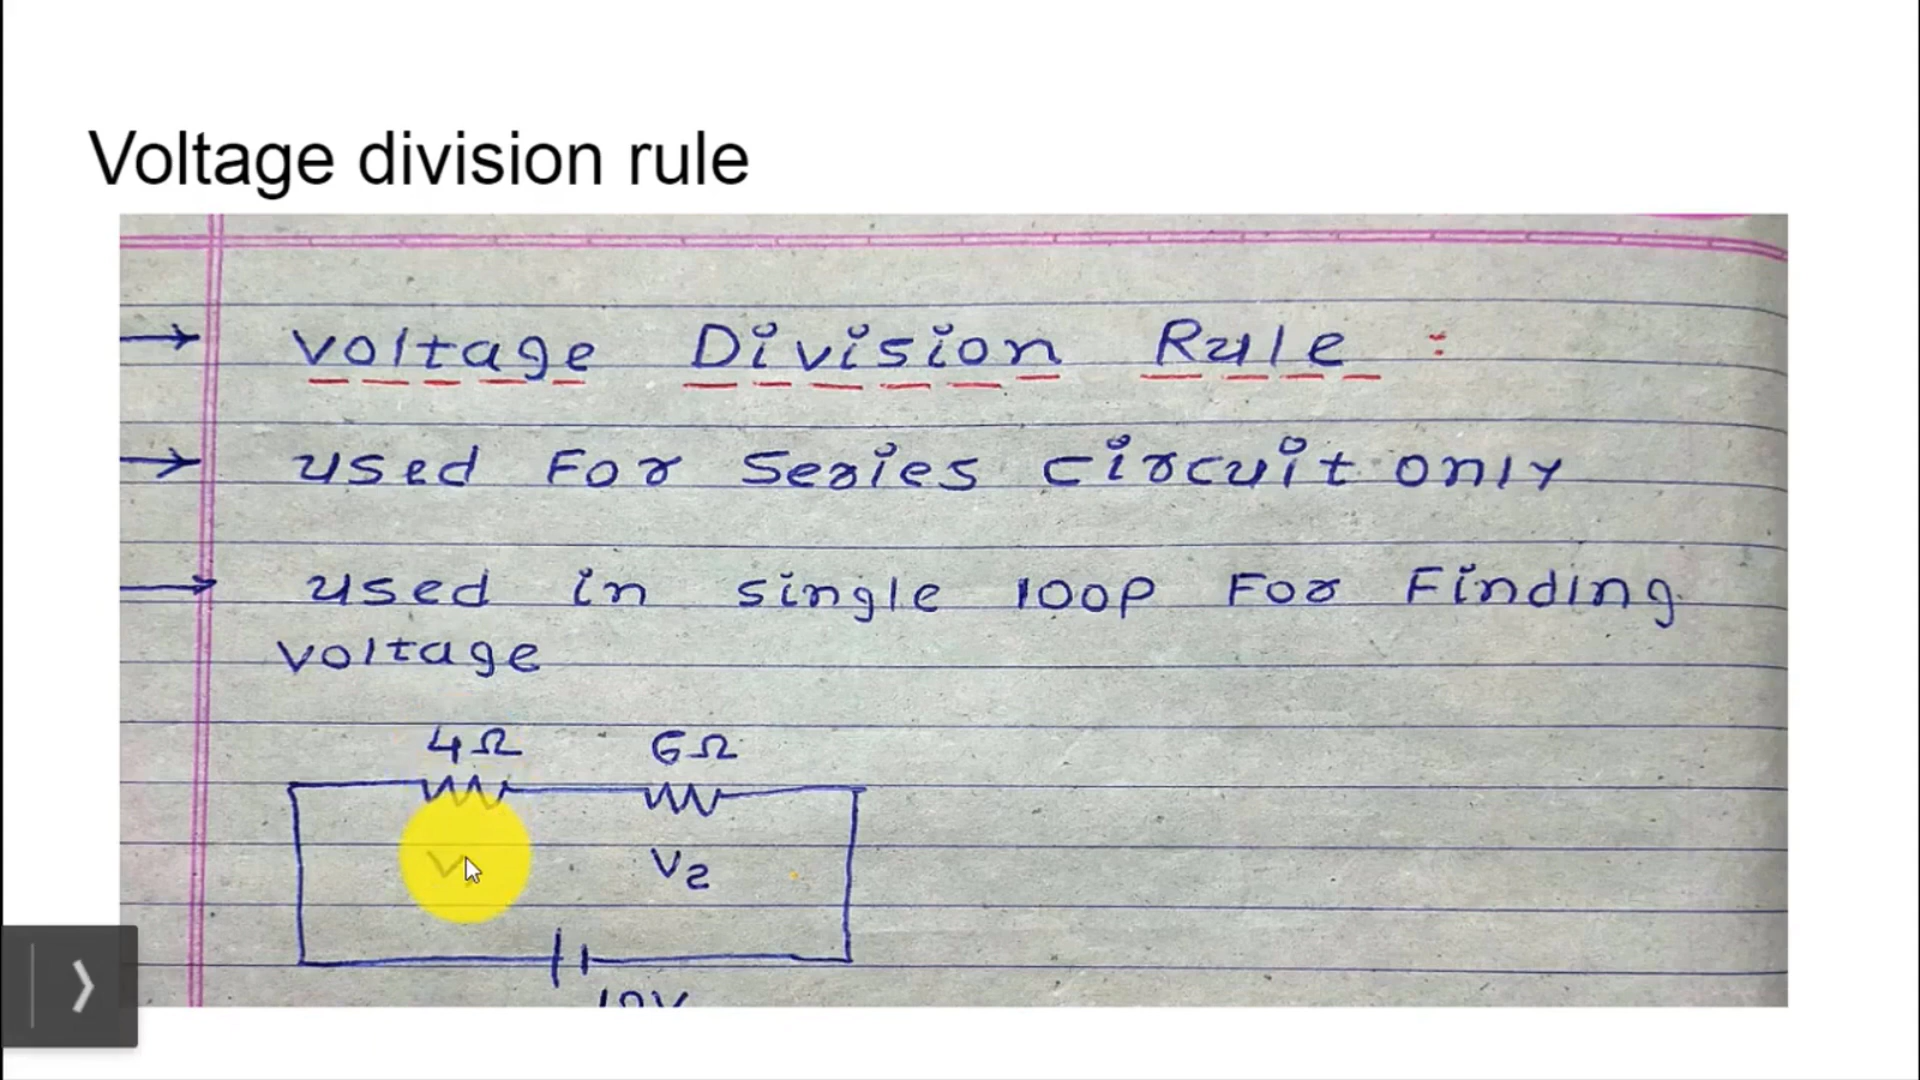 Voltage division rule
→ Voltage Division Rule :
→ used For Series circuit only
→ used in single loop For Finding
voltage
4Ω 6Ω
V2